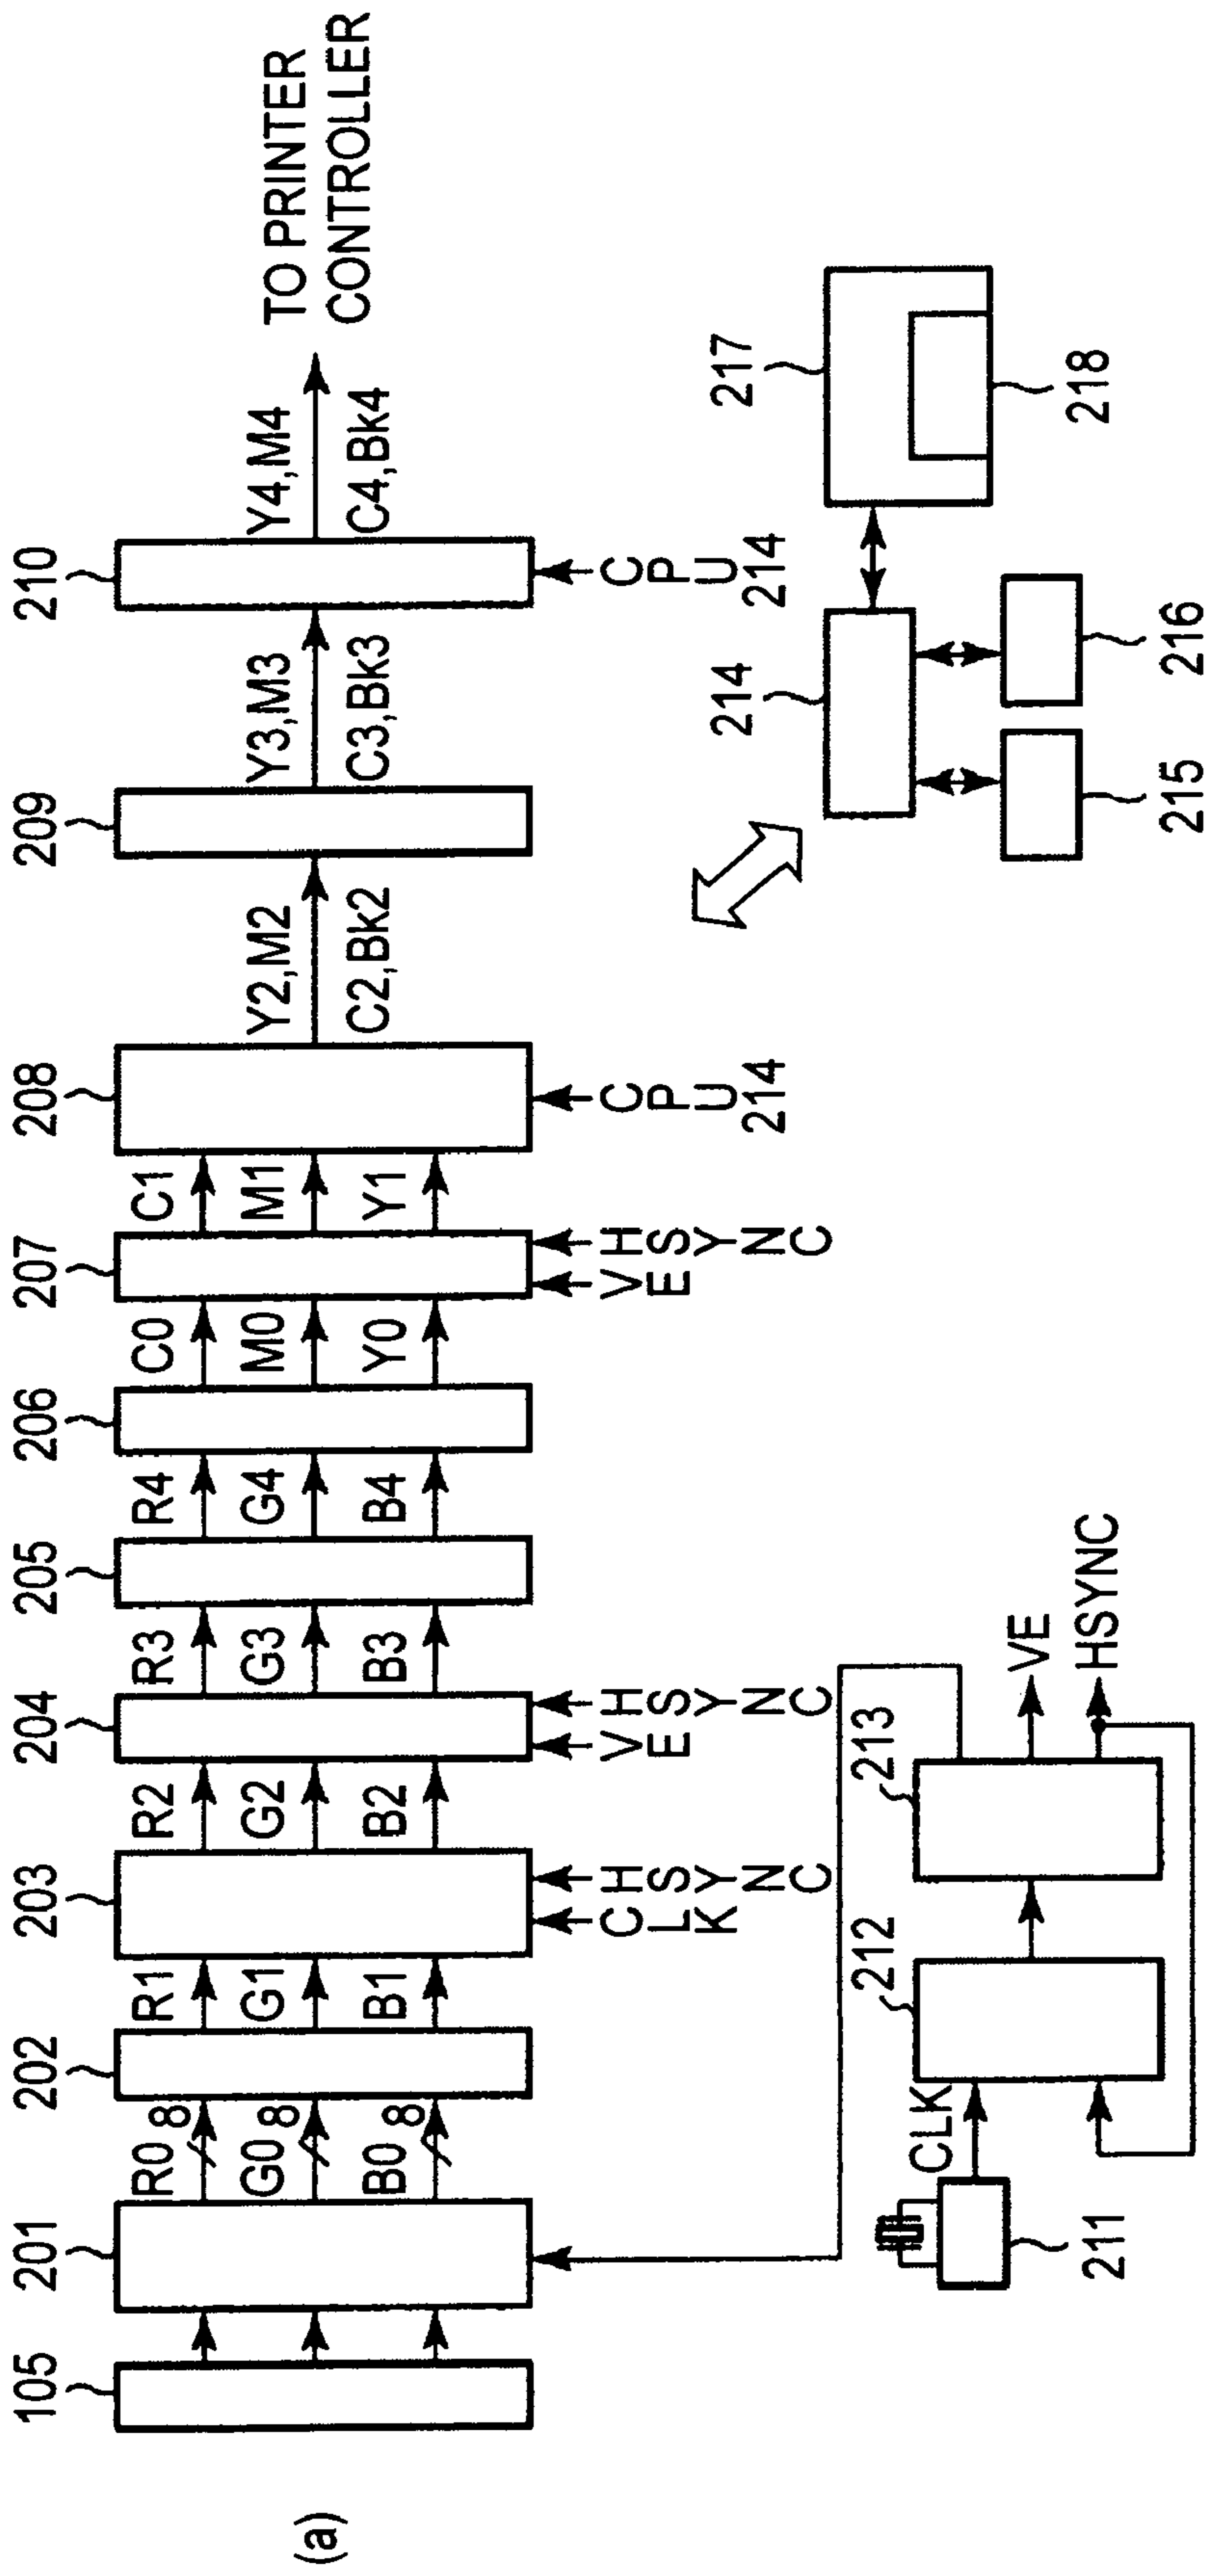 (a)
105
201
202
203
204
205
206
207
208
209
210
R0 8
R1
R2
R3
R4
C0
C1
Y2,M2
Y3,M3
Y4,M4
TO PRINTER
CONTROLLER
G0 8
G1
G2
G3
G4
M0
M1
B0 8
B1
B2
B3
B4
Y0
Y1
C2,Bk2
C3,Bk3
C4,Bk4
CLK
HSYNC
VE
HSYNC
VE
HSYNC
CPU
214
CPU
214
CLK
211
212
213
VE
HSYNC
214
217
215
216
218